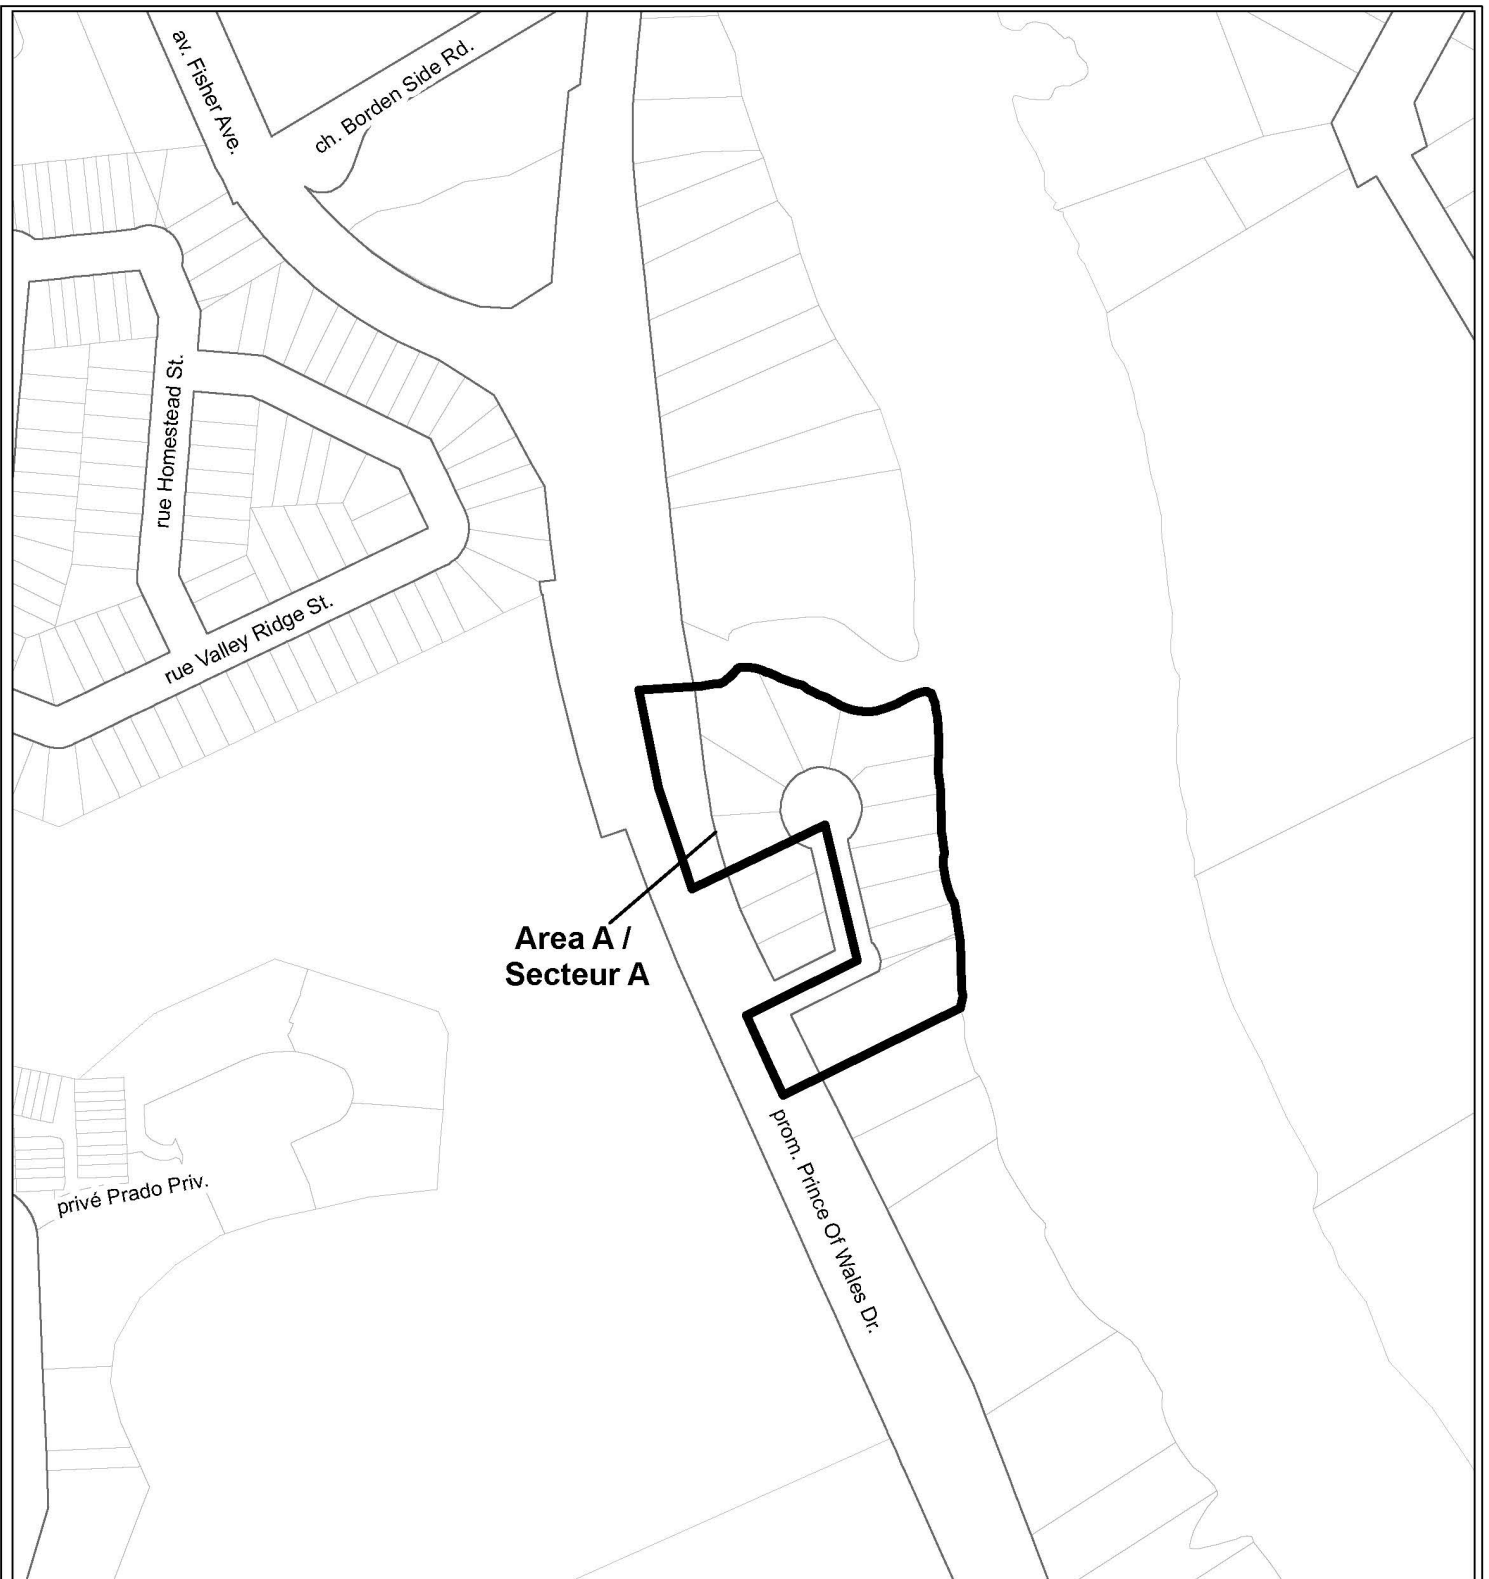 av. Fisher Ave.
ch. Borden Side Rd.
rue Homestead St.
rue Valley Ridge St.
Area A /
Secteur A
privé Prado Priv.
prom. Prince Of Wales Dr.